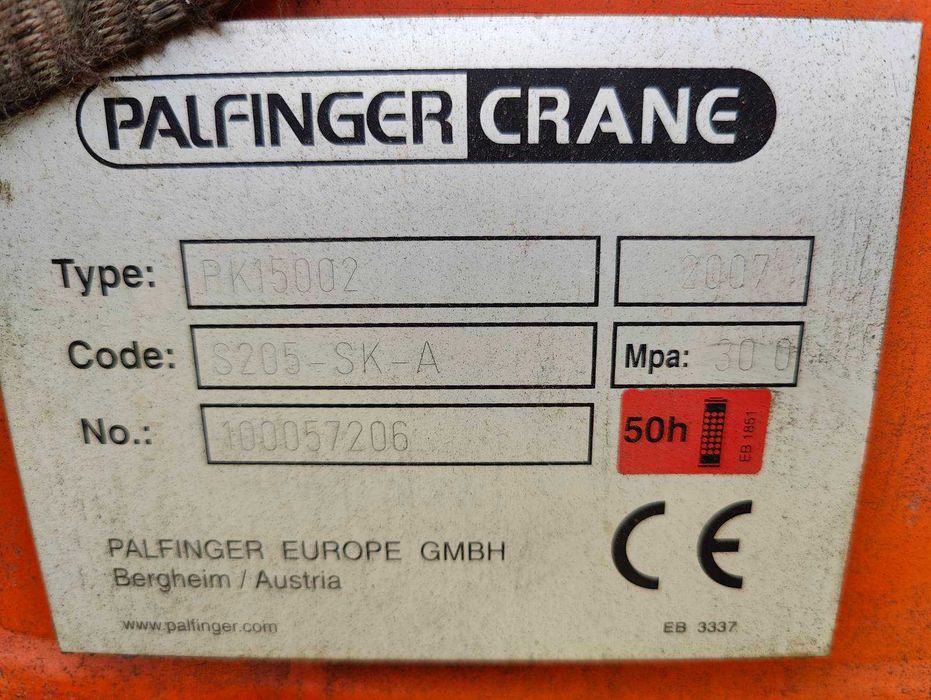 PALFINGER CRANE
Type: PK15002 2007
Code: S205-SK-A Mpa: 30 0
No.: 100057206 50h EB 1851
PALFINGER EUROPE GMBH CE
Bergheim / Austria
www.palfinger.com EB 3337